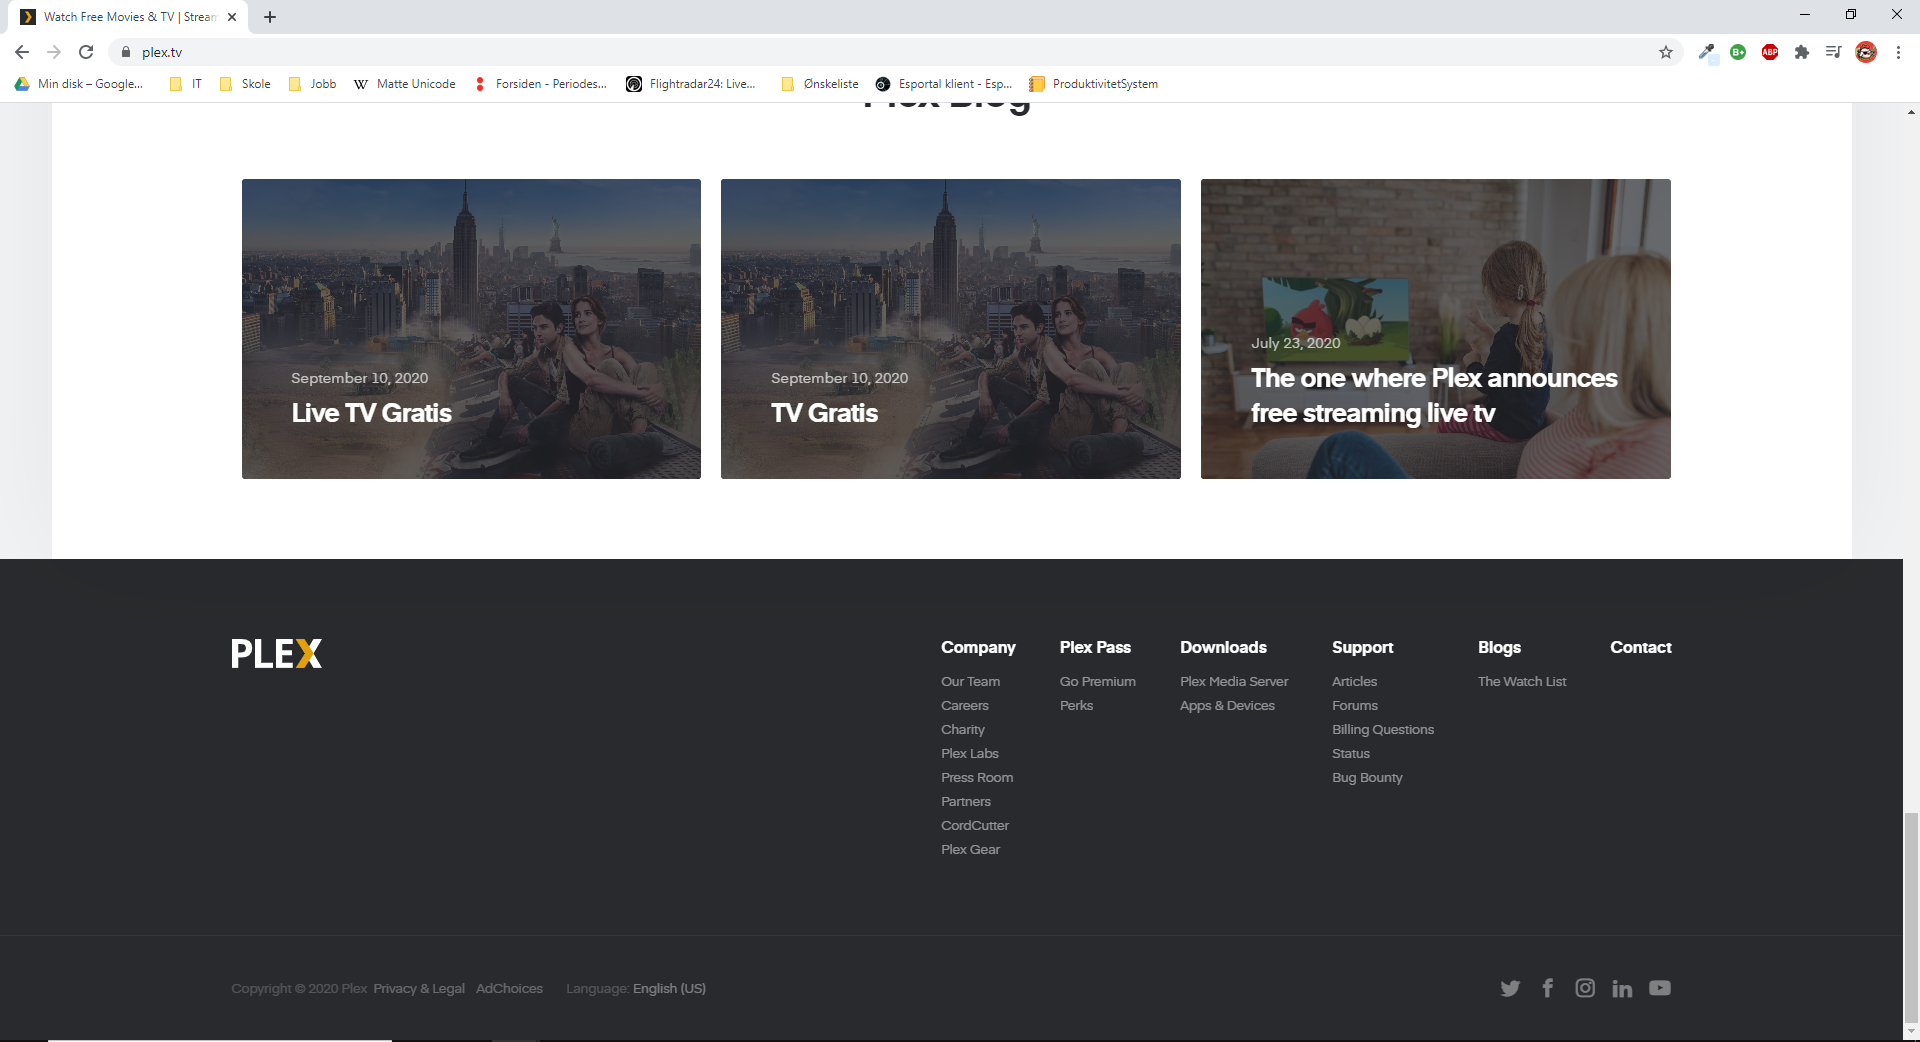 Watch Free Movies & TV | Stream
plex.tv
Min disk – Google...
IT
Skole
Jobb
Matte Unicode
Forsiden - Periodes...
Flightradar24: Live...
Ønskeliste
Esportal klient - Esp...
ProduktivitetSystem
Plex Blog
September 10, 2020
Live TV Gratis
September 10, 2020
TV Gratis
July 23, 2020
The one where Plex announces
free streaming live tv
PLEX
Company
Our Team
Careers
Charity
Plex Labs
Press Room
Partners
CordCutter
Plex Gear
Plex Pass
Go Premium
Perks
Downloads
Plex Media Server
Apps & Devices
Support
Articles
Forums
Billing Questions
Status
Bug Bounty
Blogs
The Watch List
Contact
Copyright © 2020 Plex Privacy & Legal AdChoices Language: English (US)